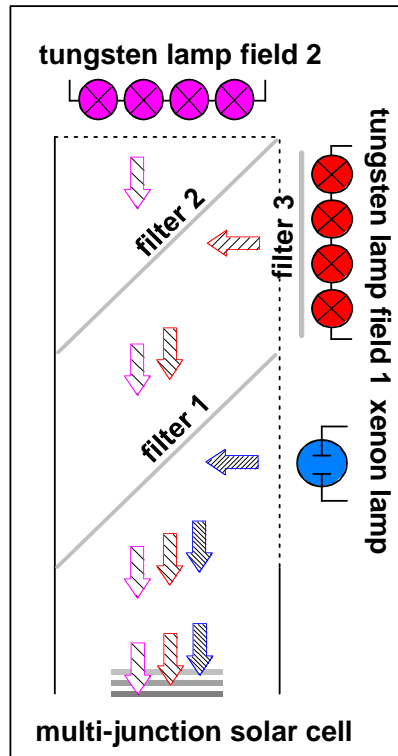 tungsten lamp field 2
filter 2
filter 3
tungsten lamp field 1
filter 1
xenon lamp
multi-junction solar cell